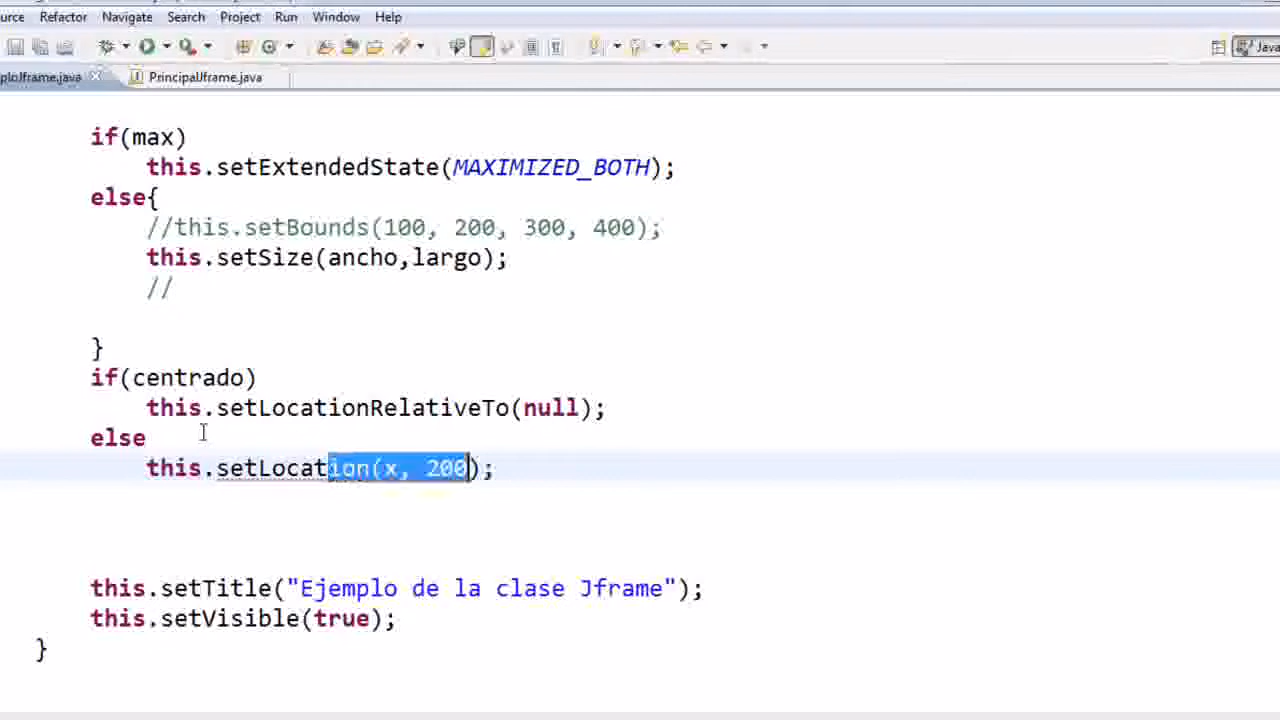 urce Refactor Navigate Search Project Run Window Help
Java
ploJframe.java PrincipalJframe.java
if(max)
this.setExtendedState(MAXIMIZED_BOTH);
else{
//this.setBounds(100, 200, 300, 400);
this.setSize(ancho,largo);
//
}
if(centrado)
this.setLocationRelativeTo(null);
else
this.setLocation(x, 200);
this.setTitle("Ejemplo de la clase Jframe");
this.setVisible(true);
}